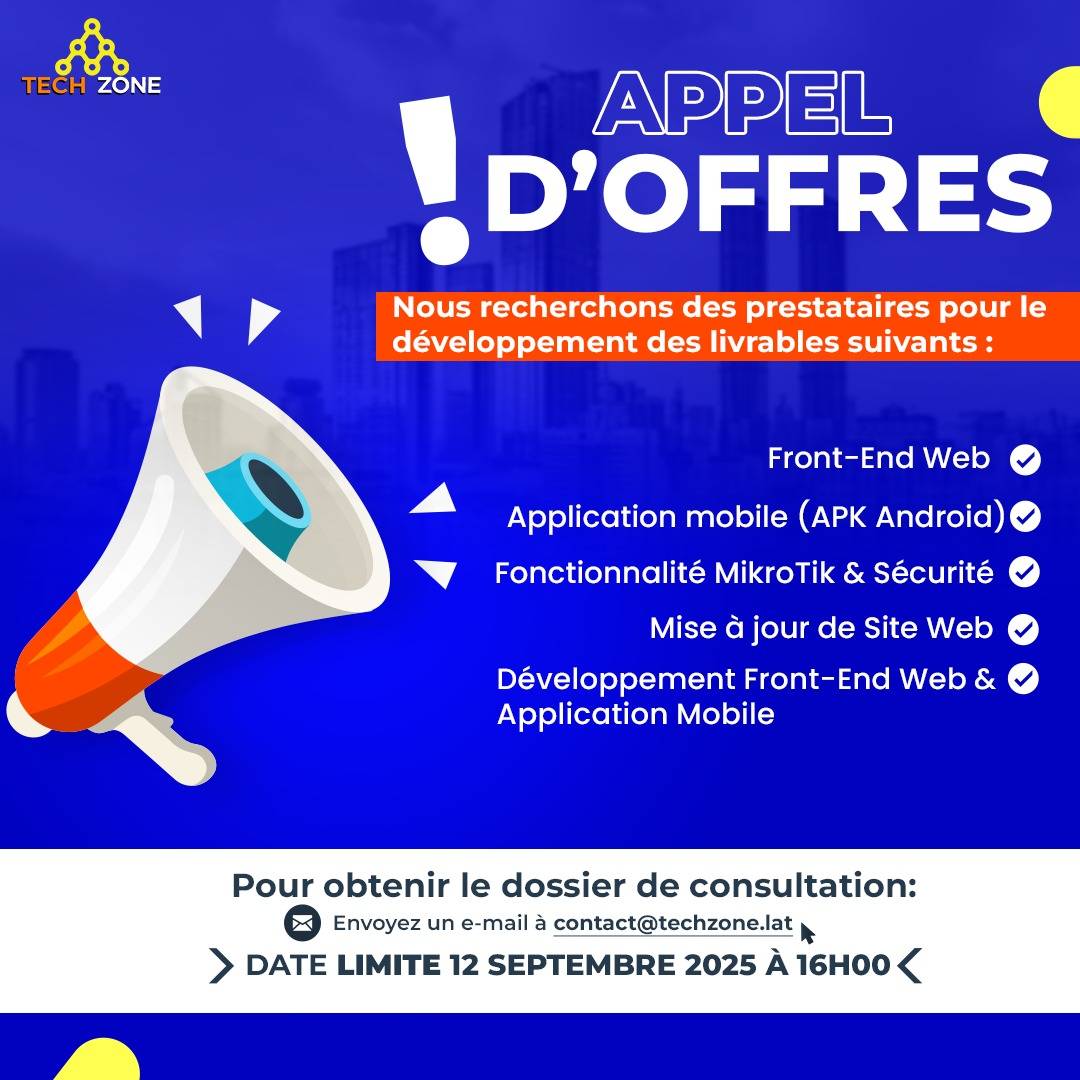 TECH ZONE
APPEL
D’OFFRES
Nous recherchons des prestataires pour le
développement des livrables suivants :
Front-End Web
Application mobile (APK Android)
Fonctionnalité MikroTik & Sécurité
Mise à jour de Site Web
Développement Front-End Web &
Application Mobile
Pour obtenir le dossier de consultation:
Envoyez un e-mail à contact@techzone.lat
DATE LIMITE 12 SEPTEMBRE 2025 À 16H00